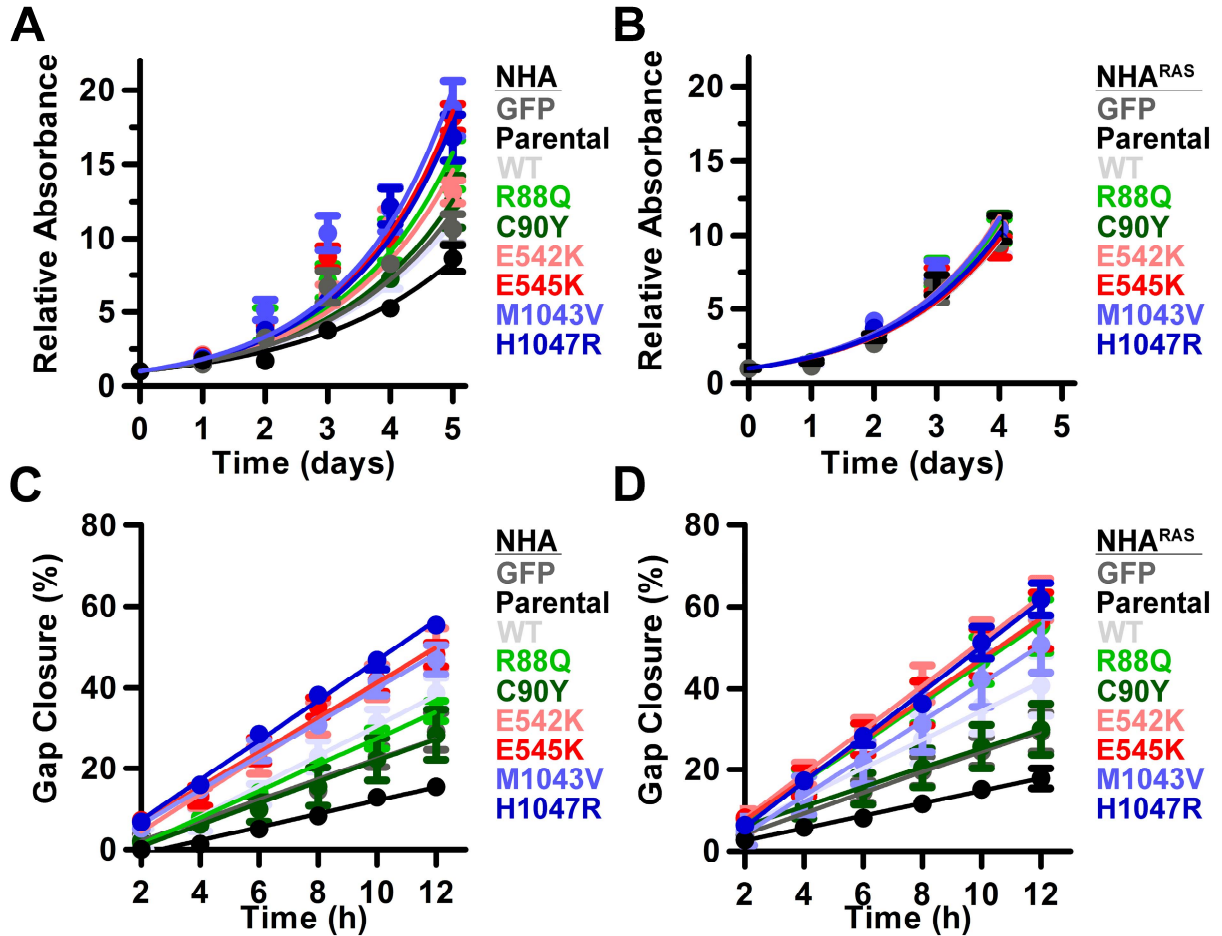 A
Relative Absorbance
20
15
10
5
0
0 1 2 3 4 5
Time (days)
NHA
GFP
Parental
WT
R88Q
C90Y
E542K
E545K
M1043V
H1047R
B
Relative Absorbance
20
15
10
5
0
0 1 2 3 4 5
Time (days)
NHARAS
GFP
Parental
WT
R88Q
C90Y
E542K
E545K
M1043V
H1047R
C
Gap Closure (%)
80
60
40
20
0
2 4 6 8 10 12
Time (h)
NHA
GFP
Parental
WT
R88Q
C90Y
E542K
E545K
M1043V
H1047R
D
Gap Closure (%)
80
60
40
20
0
2 4 6 8 10 12
Time (h)
NHARAS
GFP
Parental
WT
R88Q
C90Y
E542K
E545K
M1043V
H1047R